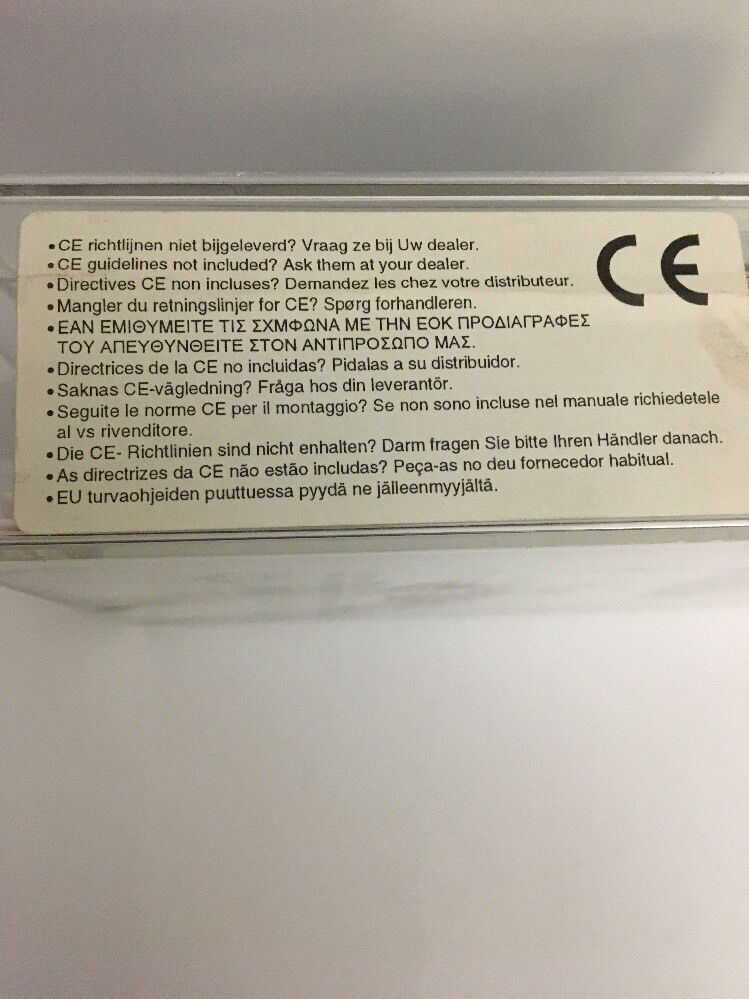 • CE richtlijnen niet bijgeleverd? Vraag ze bij Uw dealer.
CE
• CE guidelines not included? Ask them at your dealer.
• Directives CE non incluses? Demandez les chez votre distributeur.
• Mangler du retningslinjer for CE? Spørg forhandleren.
• ΕΑΝ ΕΜΙΘΥΜΕΙΤΕ ΤΙΣ ΣΧΜΦΩΝΑ ΜΕ ΤΗΝ ΕΟΚ ΠΡΟΔΙΑΓΡΑΦΕΣ
ΤΟΥ ΑΠΕΥΘΥΝΘΕΙΤΕ ΣΤΟΝ ΑΝΤΙΠΡΟΣΩΠΟ ΜΑΣ.
• Directrices de la CE no incluidas? Pidalas a su distribuidor.
• Saknas CE-vägledning? Fråga hos din leverantör.
• Seguite le norme CE per il montaggio? Se non sono incluse nel manuale richiedetele
al vs rivenditore.
• Die CE- Richtlinien sind nicht enhalten? Darm fragen Sie bitte Ihren Händler danach.
• As directrizes da CE não estão includas? Peça-as no deu fornecedor habitual.
• EU turvaohjeiden puuttuessa pyydä ne jälleenmyyjältä.